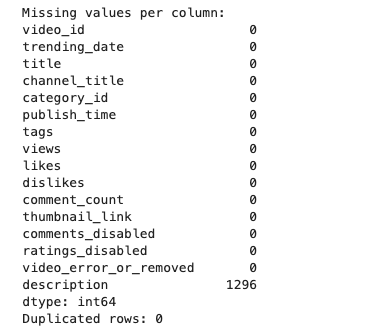 Missing values per column:
video_id 0
trending_date 0
title 0
channel_title 0
category_id 0
publish_time 0
tags 0
views 0
likes 0
dislikes 0
comment_count 0
thumbnail_link 0
comments_disabled 0
ratings_disabled 0
video_error_or_removed 0
description 1296
dtype: int64
Duplicated rows: 0